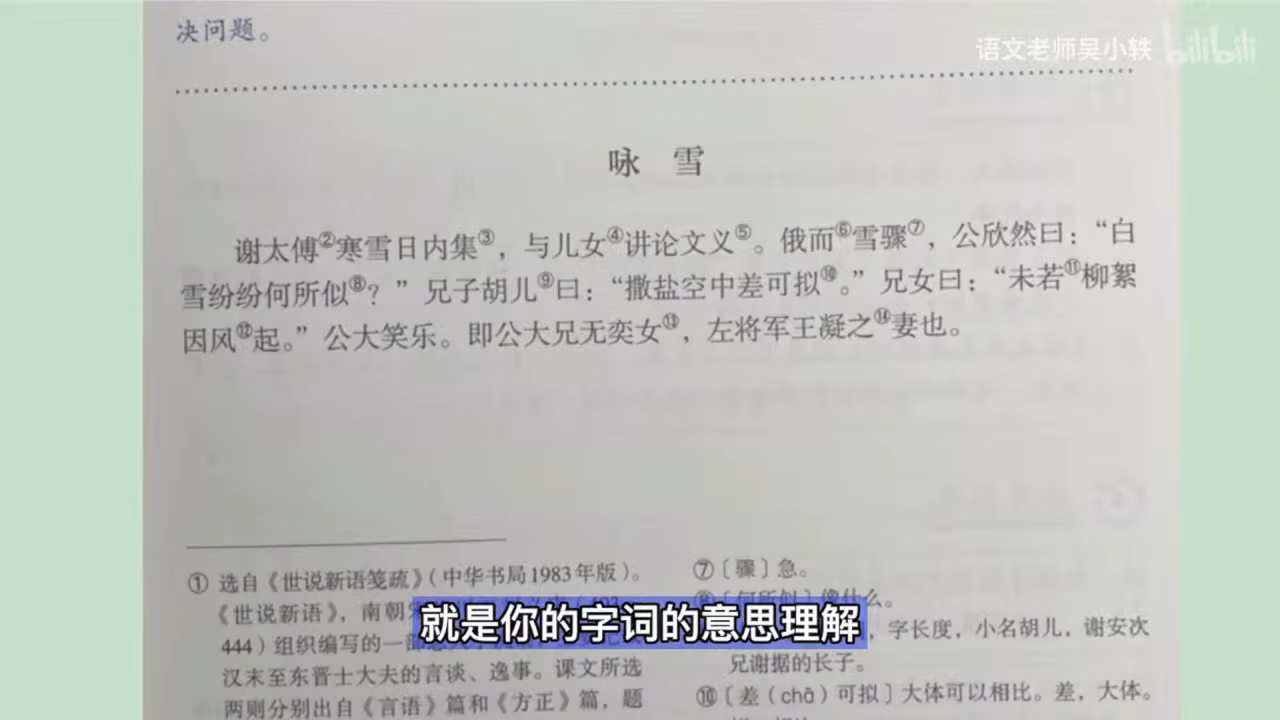 决问题。
语文老师吴小轶 bilibili
咏 雪
谢太傅②寒雪日内集③，与儿女④讲论文义⑤。俄而⑥雪骤⑦，公欣然曰：“白
雪纷纷何所似⑧？”兄子胡儿⑨曰：“撒盐空中差可拟⑩。”兄女曰：“未若⑪柳絮
因风⑫起。”公大笑乐。即公大兄无奕女⑬，左将军王凝之⑭妻也。
① 选自《世说新语笺疏》（中华书局1983年版）。
《世说新语》，南朝
444）组织编写的一部
汉末至东晋士大夫的言谈、逸事。课文所选
两则分别出自《言语》篇和《方正》篇，题
⑦〔骤〕急。
⑧〔何所似〕像什么。
，字长度，小名胡儿，谢安次
兄谢据的长子。
⑩〔差（chā）可拟〕大体可以相比。差，大体。
就是你的字词的意思理解